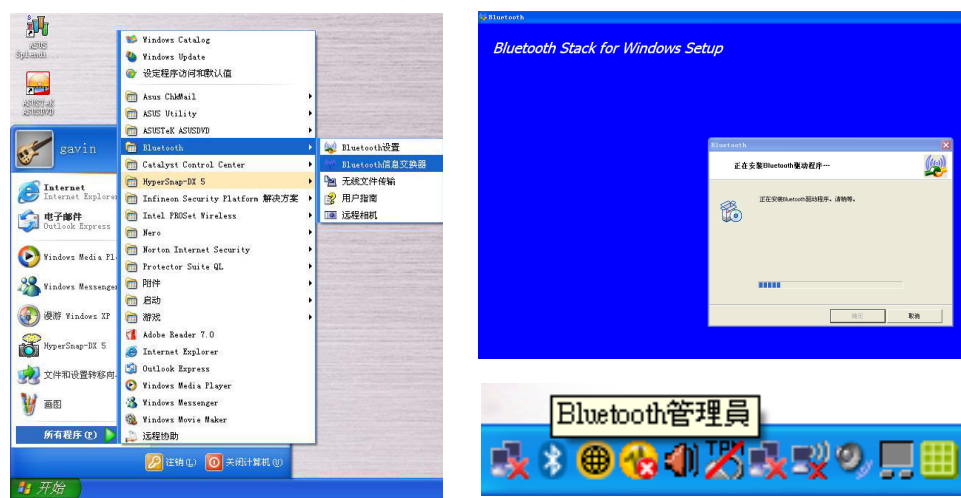 ASUS
Splendi...
ASUSTeK
ASUSDVD
gavin
Internet
Internet Explorer
电子邮件
Outlook Express
Windows Media Pl
Windows Messenger
漫游 Windows XP
HyperSnap-DX 5
文件和设置转移向
画图
所有程序(P)
注销(L)
关闭计算机(U)
开始
Windows Catalog
Windows Update
设定程序访问和默认值
Asus ChkMail
ASUS Utility
ASUSTeK ASUSDVD
Bluetooth
Catalyst Control Center
HyperSnap-DX 5
Infineon Security Platform 解决方案
Intel PROSet Wireless
Nero
Norton Internet Security
Protector Suite QL
附件
启动
游戏
Adobe Reader 7.0
Internet Explorer
Outlook Express
Windows Media Player
Windows Messenger
Windows Movie Maker
远程协助
Bluetooth设置
Bluetooth信息交换器
无线文件传输
用户指南
远程相机
Bluetooth
Bluetooth Stack for Windows Setup
Bluetooth
正在安装Bluetooth驱动程序...
正在安装Bluetooth驱动程序。请稍等。
确定
取消
Bluetooth管理員
TPM